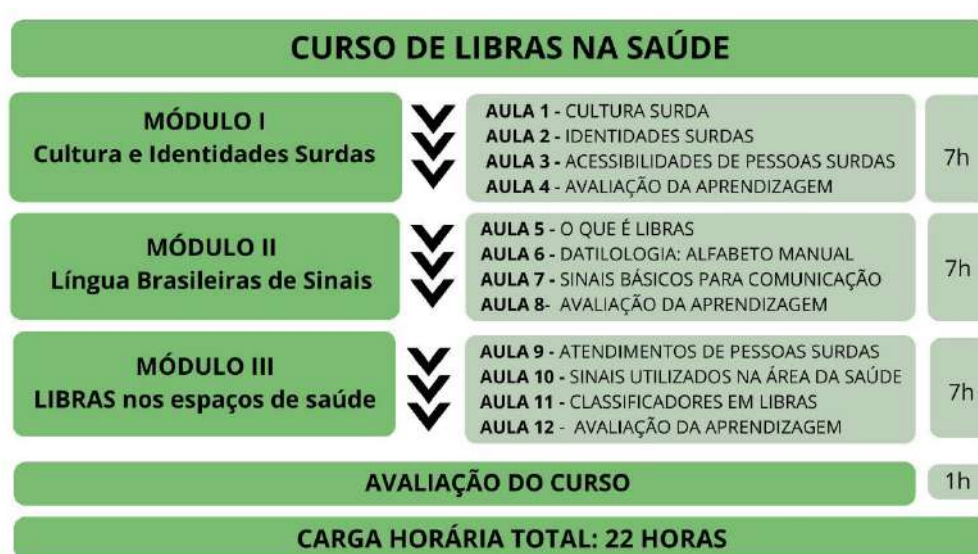 CURSO DE LIBRAS NA SAÚDE
MÓDULO I
Cultura e Identidades Surdas
AULA 1 - CULTURA SURDA
AULA 2 - IDENTIDADES SURDAS
AULA 3 - ACESSIBILIDADES DE PESSOAS SURDAS
AULA 4 - AVALIAÇÃO DA APRENDIZAGEM
7h
MÓDULO II
Língua Brasileiras de Sinais
AULA 5 - O QUE É LIBRAS
AULA 6 - DATILOLOGIA: ALFABETO MANUAL
AULA 7 - SINAIS BÁSICOS PARA COMUNICAÇÃO
AULA 8- AVALIAÇÃO DA APRENDIZAGEM
7h
MÓDULO III
LIBRAS nos espaços de saúde
AULA 9 - ATENDIMENTOS DE PESSOAS SURDAS
AULA 10 - SINAIS UTILIZADOS NA ÁREA DA SAÚDE
AULA 11 - CLASSIFICADORES EM LIBRAS
AULA 12 - AVALIAÇÃO DA APRENDIZAGEM
7h
AVALIAÇÃO DO CURSO
1h
CARGA HORÁRIA TOTAL: 22 HORAS